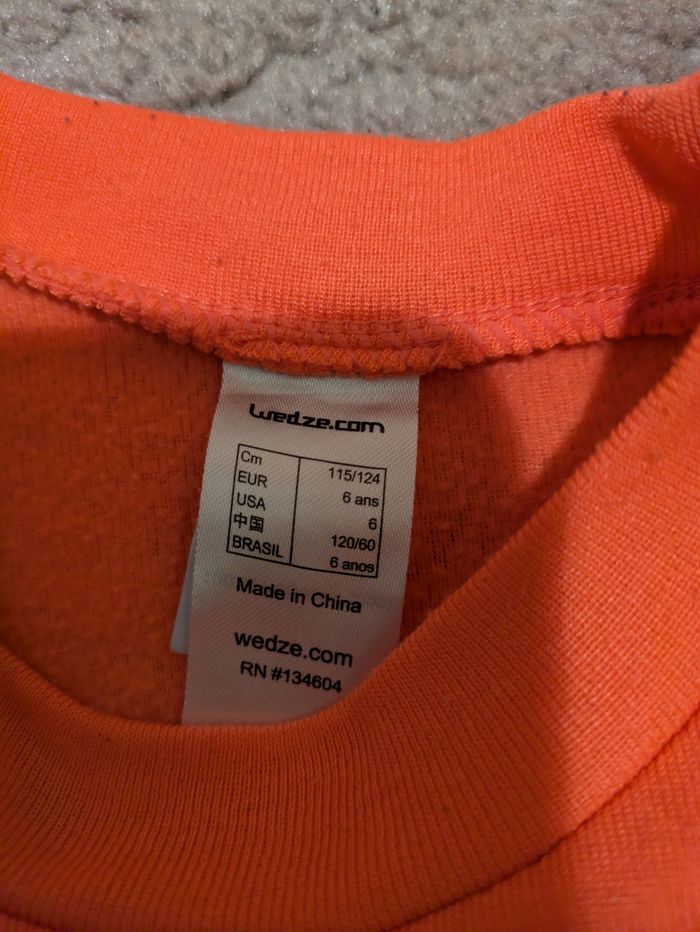 wedze.com
Cm 115/124
EUR 6 ans
USA 6
中国 120/60
BRASIL 6 anos
Made in China
wedze.com
RN #134604